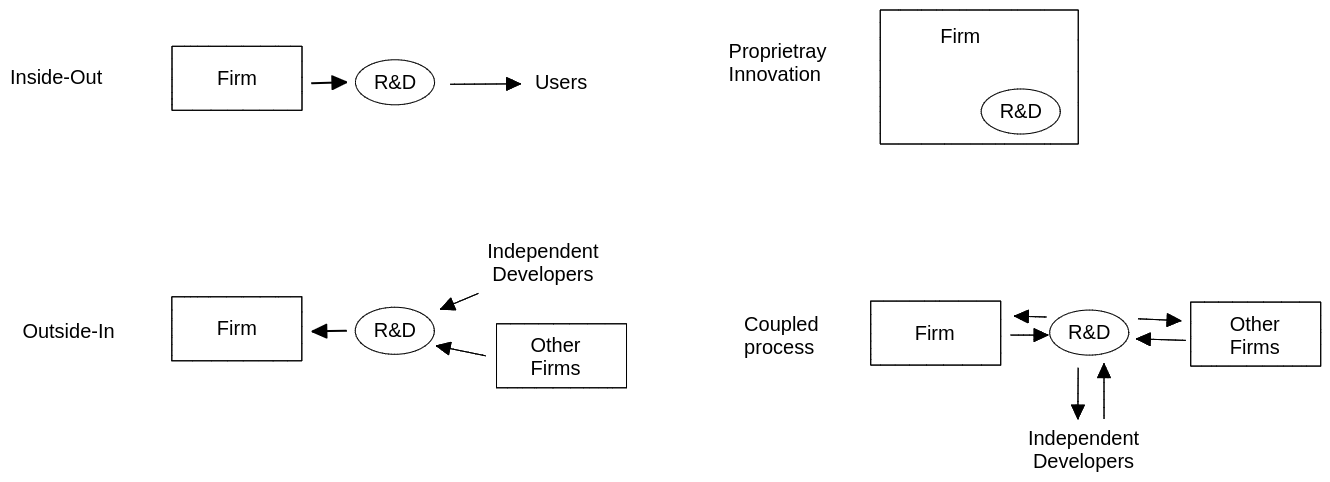 Inside-Out
Firm
R&D
Users
Proprietray
Innovation
Firm
R&D
Outside-In
Firm
R&D
Independent
Developers
Other
Firms
Coupled
process
Firm
R&D
Other
Firms
Independent
Developers